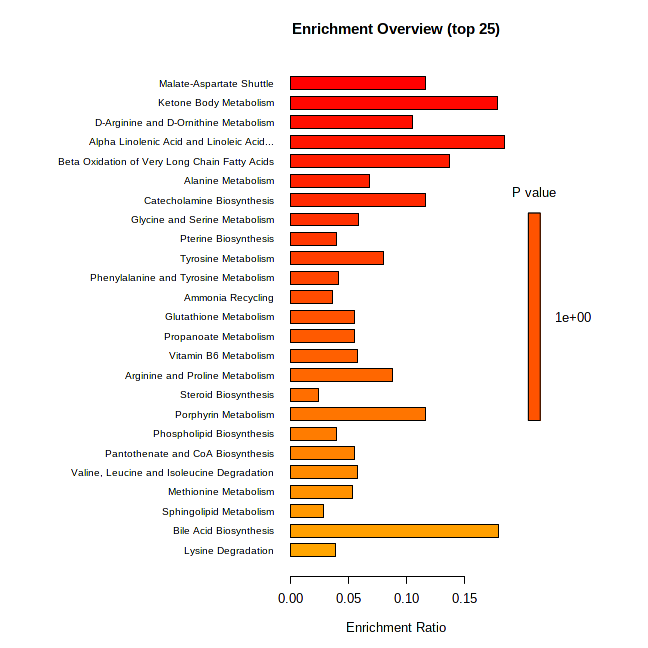 Enrichment Overview (top 25)
Malate-Aspartate Shuttle
Ketone Body Metabolism
D-Arginine and D-Ornithine Metabolism
Alpha Linolenic Acid and Linoleic Acid...
Beta Oxidation of Very Long Chain Fatty Acids
Alanine Metabolism
Catecholamine Biosynthesis
Glycine and Serine Metabolism
Pterine Biosynthesis
Tyrosine Metabolism
Phenylalanine and Tyrosine Metabolism
Ammonia Recycling
Glutathione Metabolism
Propanoate Metabolism
Vitamin B6 Metabolism
Arginine and Proline Metabolism
Steroid Biosynthesis
Porphyrin Metabolism
Phospholipid Biosynthesis
Pantothenate and CoA Biosynthesis
Valine, Leucine and Isoleucine Degradation
Methionine Metabolism
Sphingolipid Metabolism
Bile Acid Biosynthesis
Lysine Degradation
P value
1e+00
0.00 0.05 0.10 0.15
Enrichment Ratio